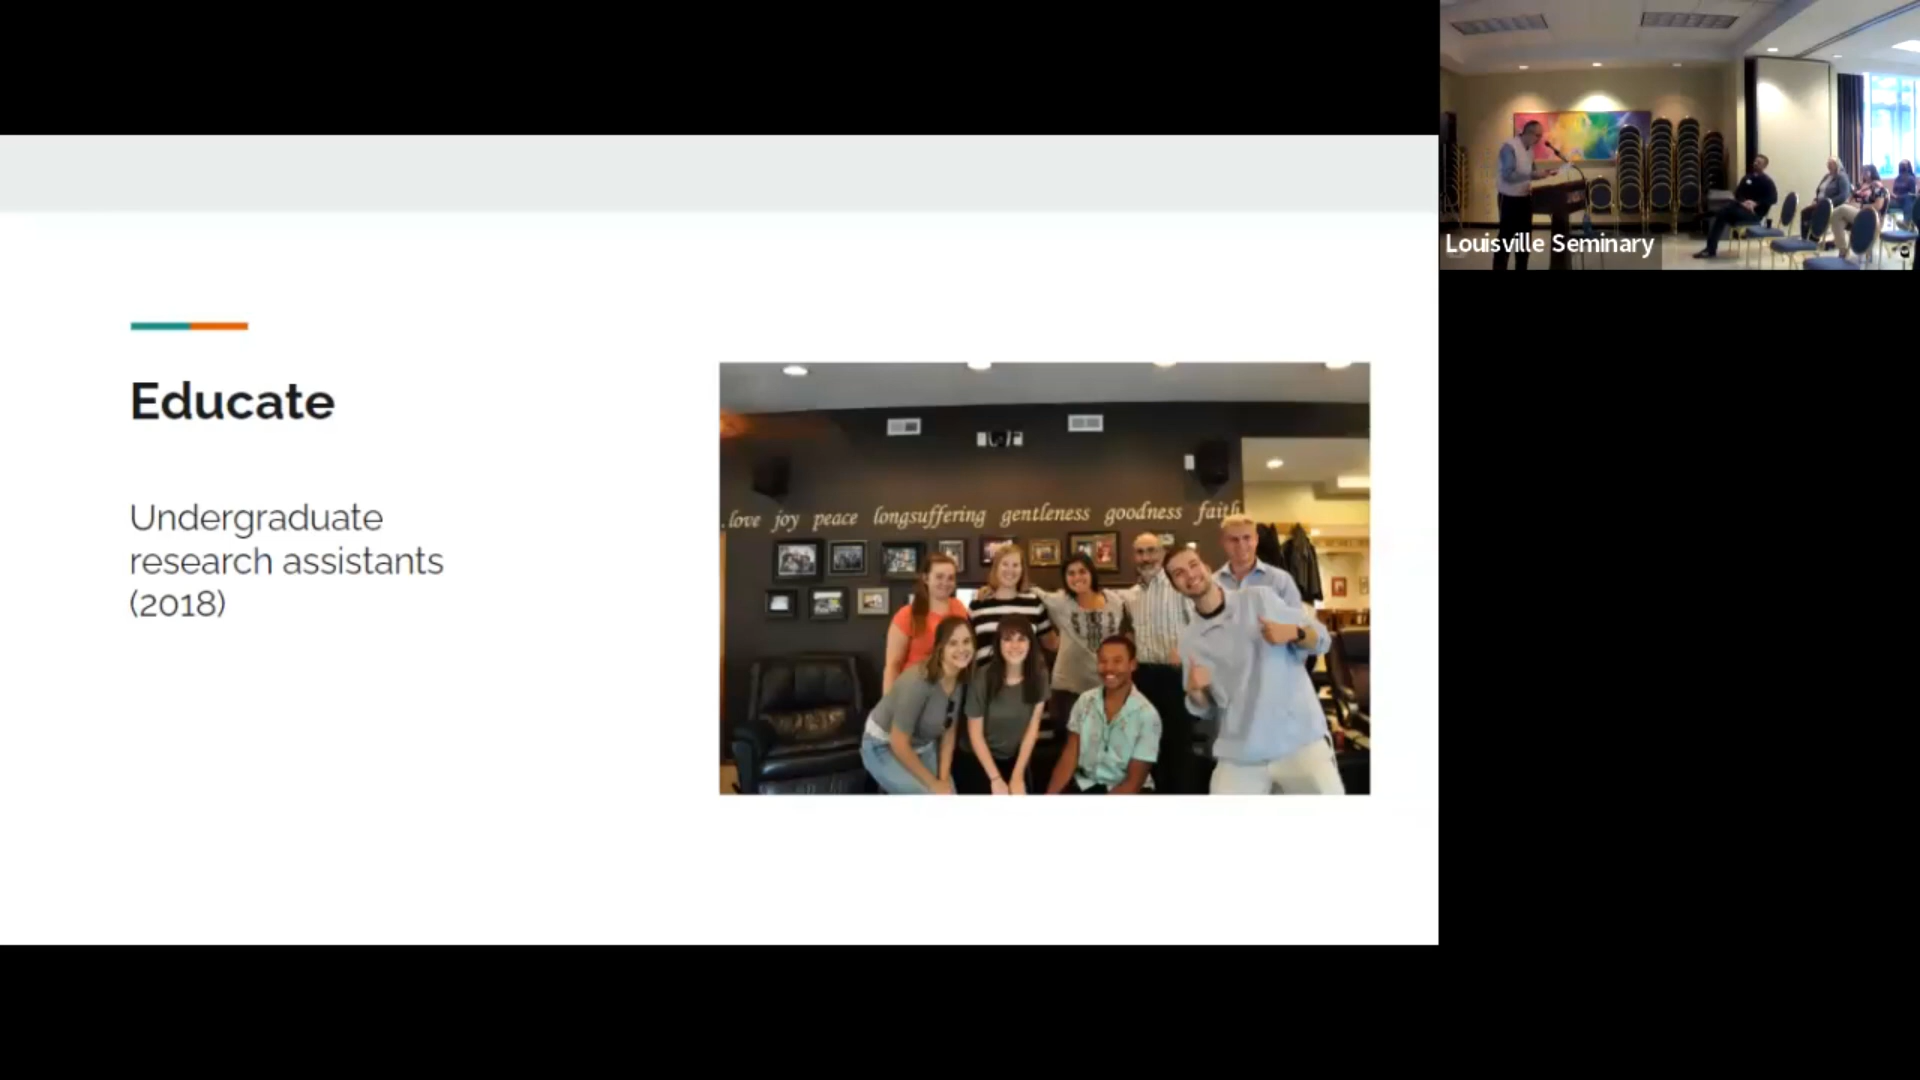 Louisville Seminary
Educate
Undergraduate
research assistants
(2018)
love joy peace longsuffering gentleness goodness faith